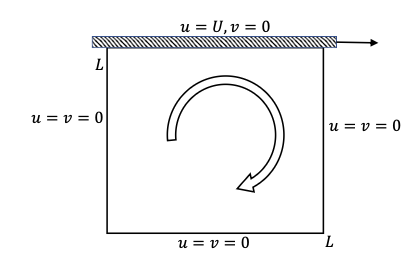 u = U, v = 0
L
u = v = 0
u = v = 0
u = v = 0
L